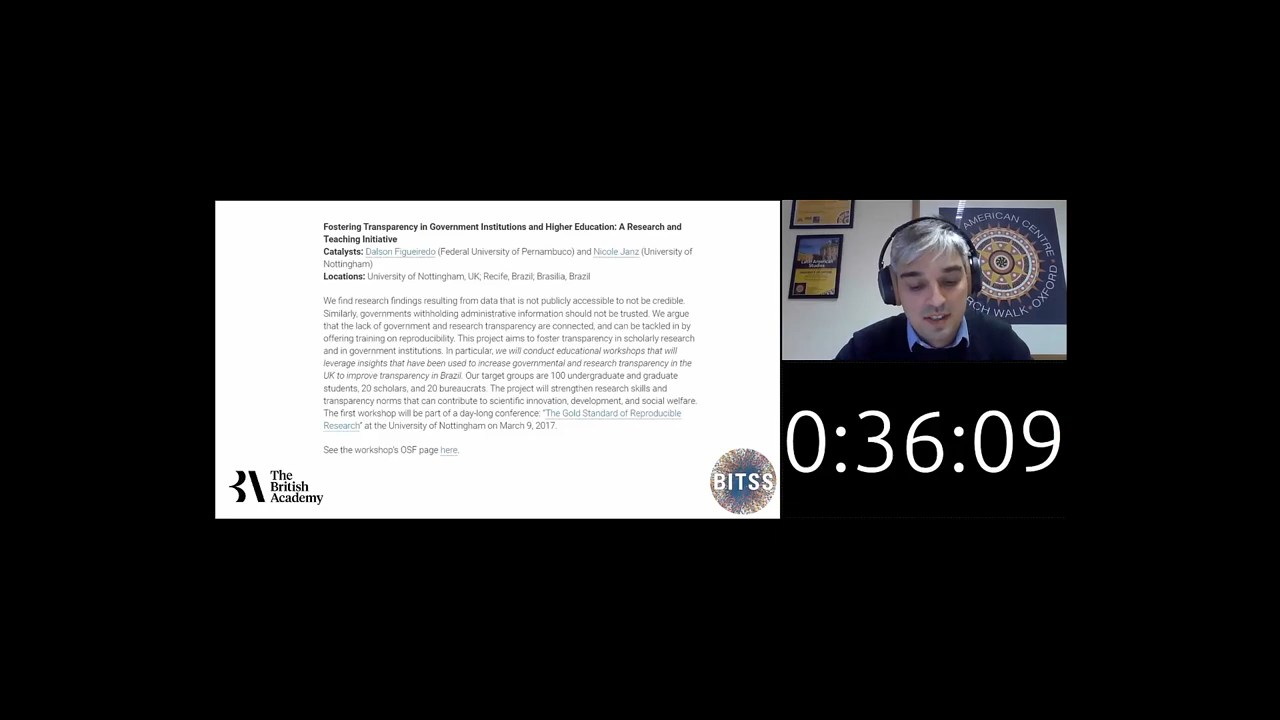 Fostering Transparency in Government Institutions and Higher Education: A Research and
Teaching Initiative
Catalysts: Dalson Figueiredo (Federal University of Pernambuco) and Nicole Janz (University of
Nottingham)
Locations: University of Nottingham, UK; Recife, Brazil; Brasilia, Brazil
We find research findings resulting from data that is not publicly accessible to not be credible.
Similarly, governments withholding administrative information should not be trusted. We argue
that the lack of government and research transparency are connected, and can be tackled in by
offering training on reproducibility. This project aims to foster transparency in scholarly research
and in government institutions. In particular, we will conduct educational workshops that will
leverage insights that have been used to increase governmental and research transparency in the
UK to improve transparency in Brazil. Our target groups are 100 undergraduate and graduate
students, 20 scholars, and 20 bureaucrats. The project will strengthen research skills and
transparency norms that can contribute to scientific innovation, development, and social welfare.
The first workshop will be part of a day-long conference: "The Gold Standard of Reproducible
Research" at the University of Nottingham on March 9, 2017.
See the workshop's OSF page here.
The
British
Academy
BITSS
AMERICAN CENTRE
RCH WALK • OXFORD
Latin American
Studies
0:36:09